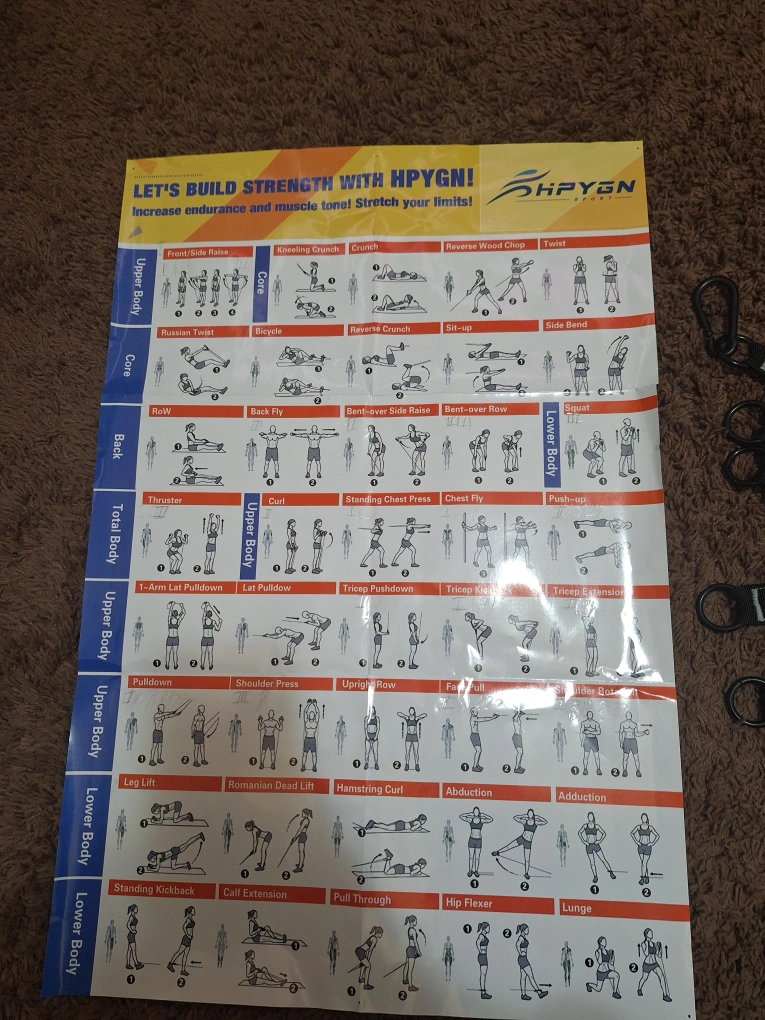 LET'S BUILD STRENGTH WITH HPYGN!
Increase endurance and muscle tone! Stretch your limits!
HPYGN
SPORT
Upper Body
Front/Side Raise
Core
Kneeling Crunch
Crunch
Reverse Wood Chop
Twist
Core
Russian Twist
Bicycle
Reverse Crunch
Sit-up
Side Bend
Back
RoW
Back Fly
Bent-over Side Raise
Bent-over Row
Lower Body
Squat
Total Body
Thruster
Upper Body
Curl
Standing Chest Press
Chest Fly
Push-up
Upper Body
1-Arm Lat Pulldown
Lat Pulldow
Tricep Pushdown
Tricep
Tricep Extension
Upper Body
Pulldown
Shoulder Press
Upright Row
Pull
Shoulder
Lower Body
Leg Lift
Romanian Dead Lift
Hamstring Curl
Abduction
Adduction
Lower Body
Standing Kickback
Calf Extension
Pull Through
Hip Flexer
Lunge